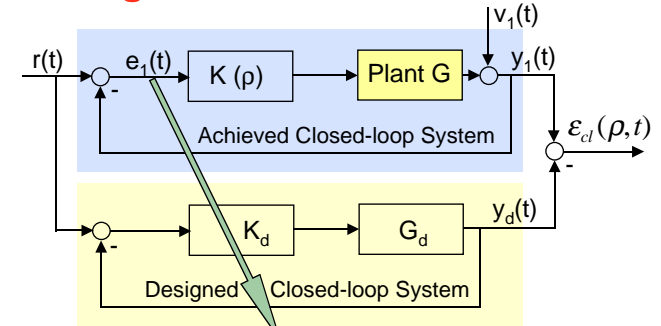 v₁(t)
r(t) e₁(t) K (ρ) Plant G y₁(t)
-
Achieved Closed-loop System
ε_cl(ρ,t)
-
y_d(t)
K_d G_d
-
Designed Closed-loop System